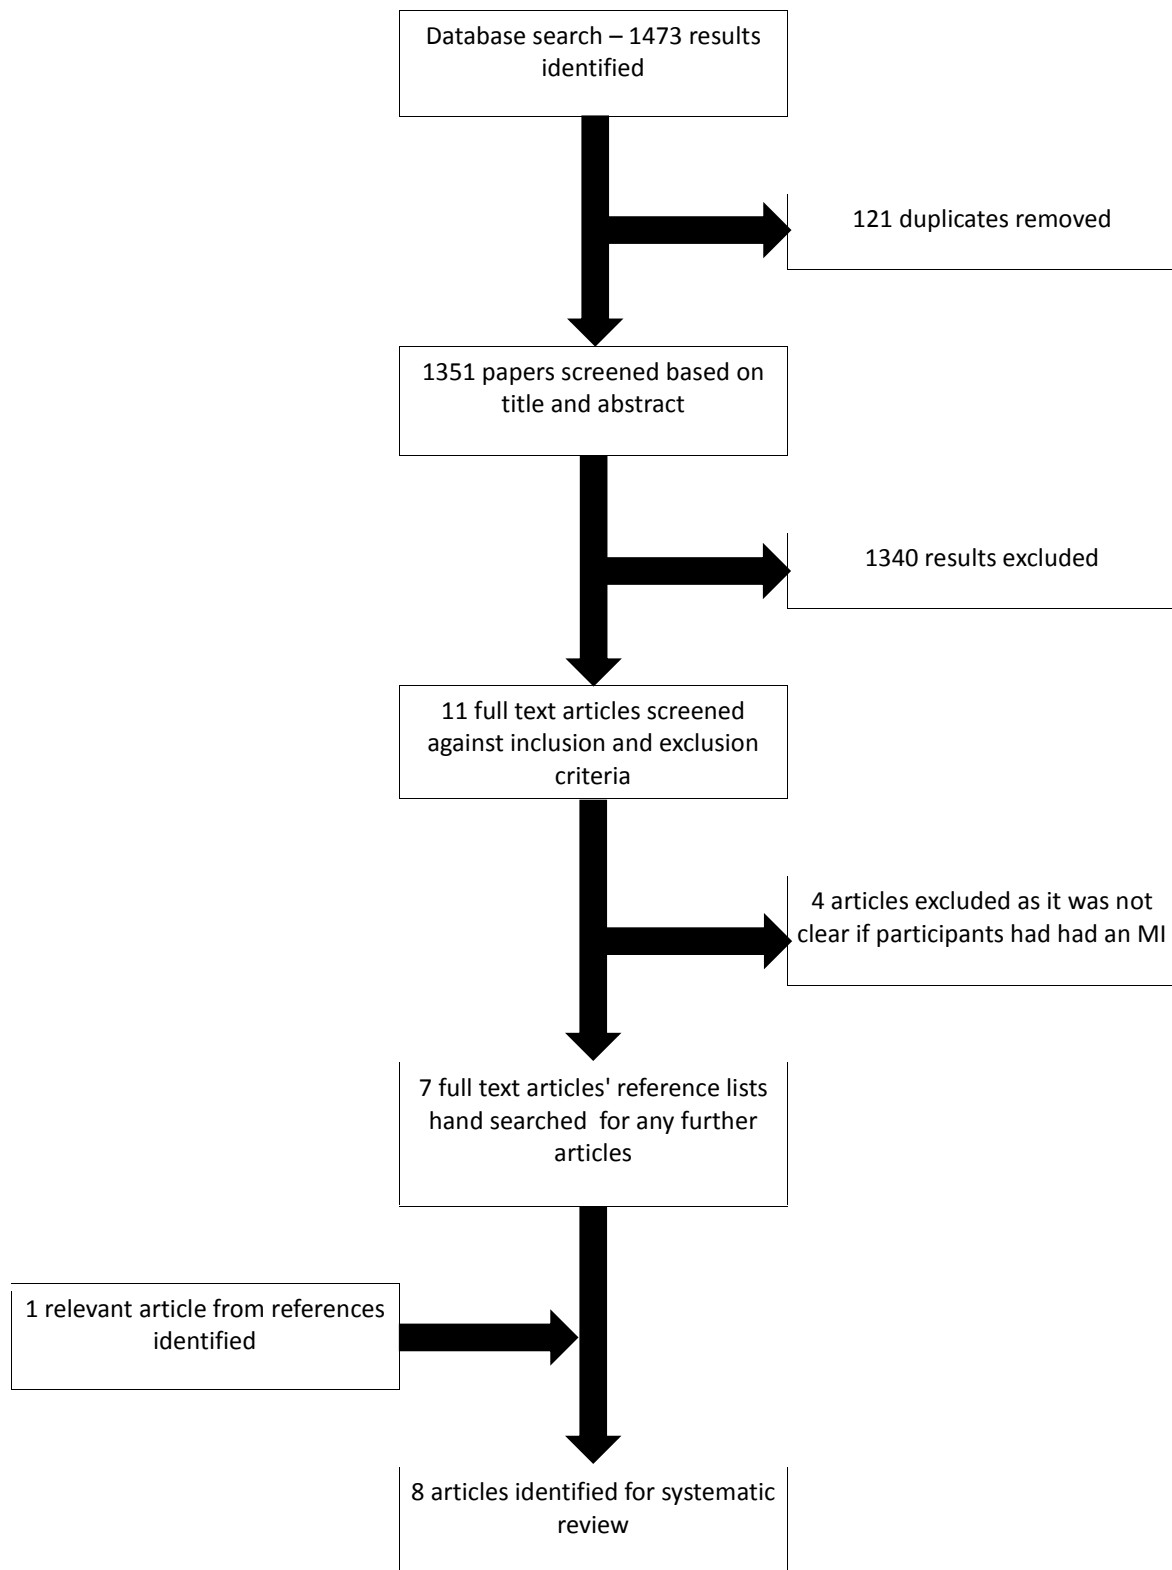 Database search – 1473 results
identified
121 duplicates removed
1351 papers screened based on
title and abstract
1340 results excluded
11 full text articles screened
against inclusion and exclusion
criteria
4 articles excluded as it was not
clear if participants had had an MI
7 full text articles' reference lists
hand searched  for any further
articles
1 relevant article from references
identified
8 articles identified for systematic
review